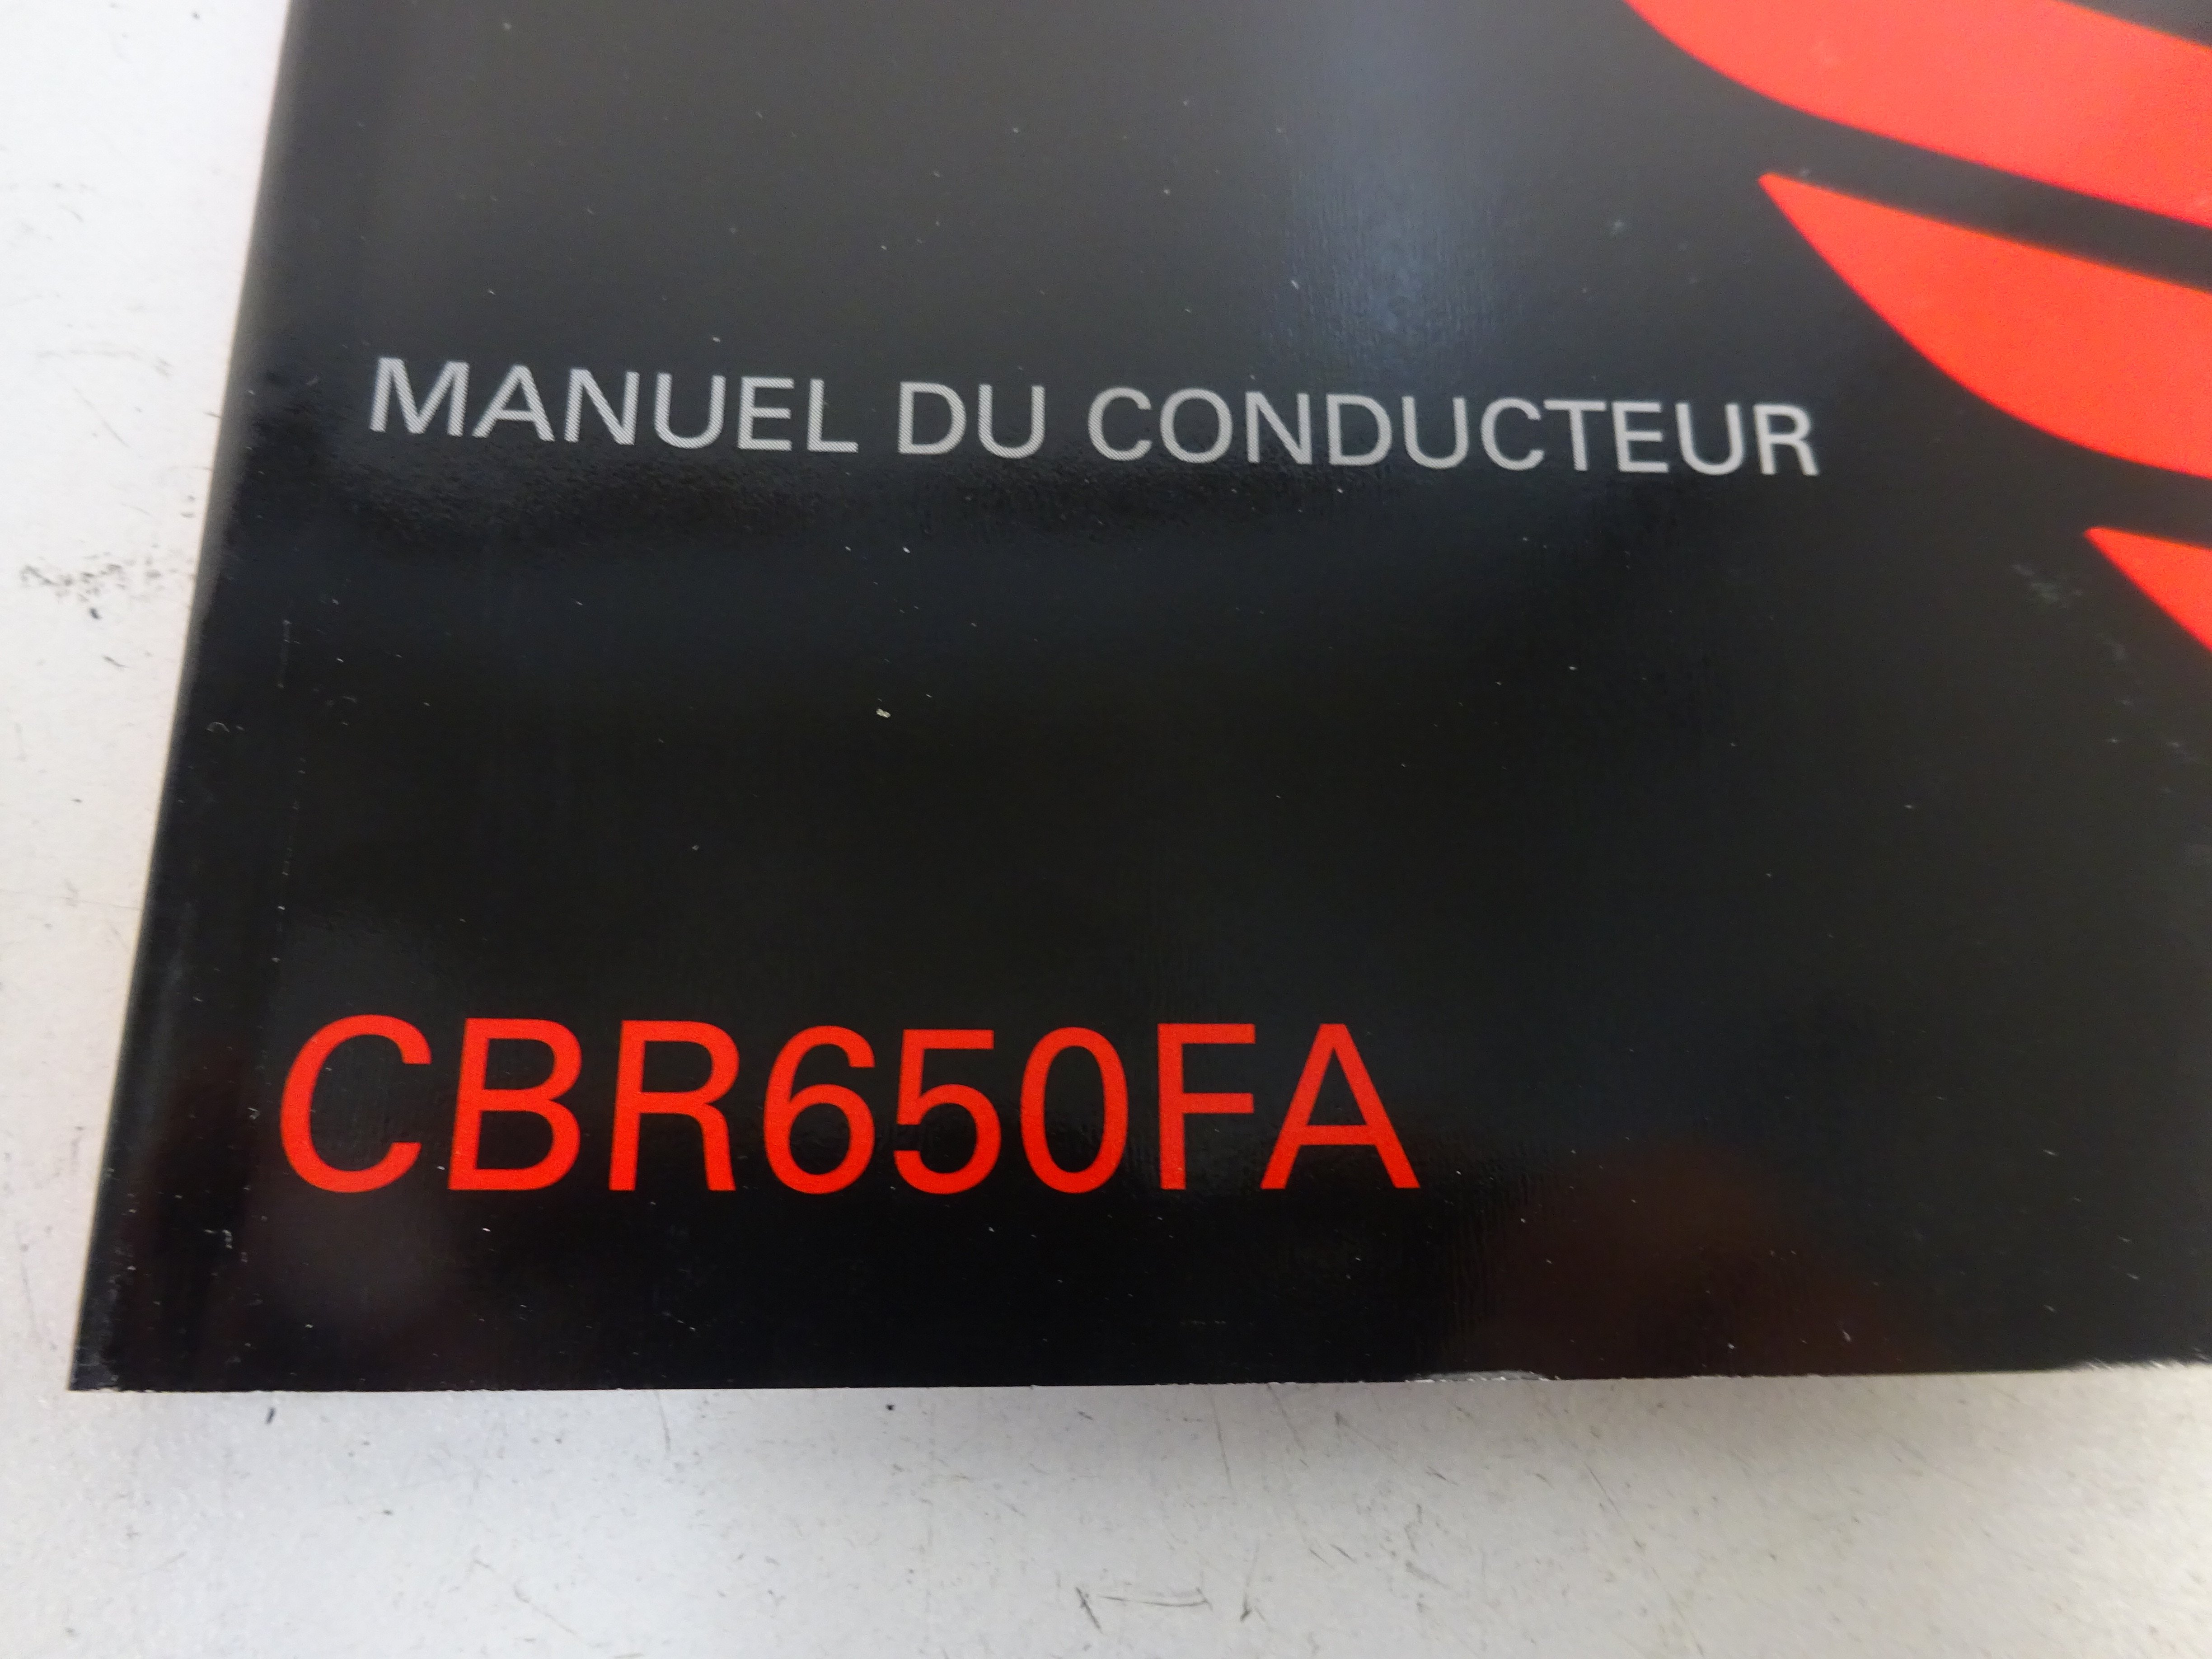 MANUEL DU CONDUCTEUR
CBR650FA